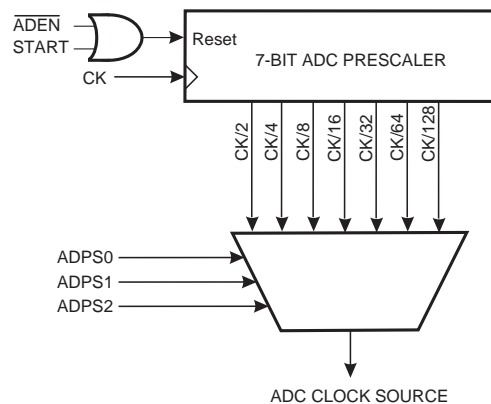 ADEN
START
Reset
CK
7-BIT ADC PRESCALER
CK/2
CK/4
CK/8
CK/16
CK/32
CK/64
CK/128
ADPS0
ADPS1
ADPS2
ADC CLOCK SOURCE